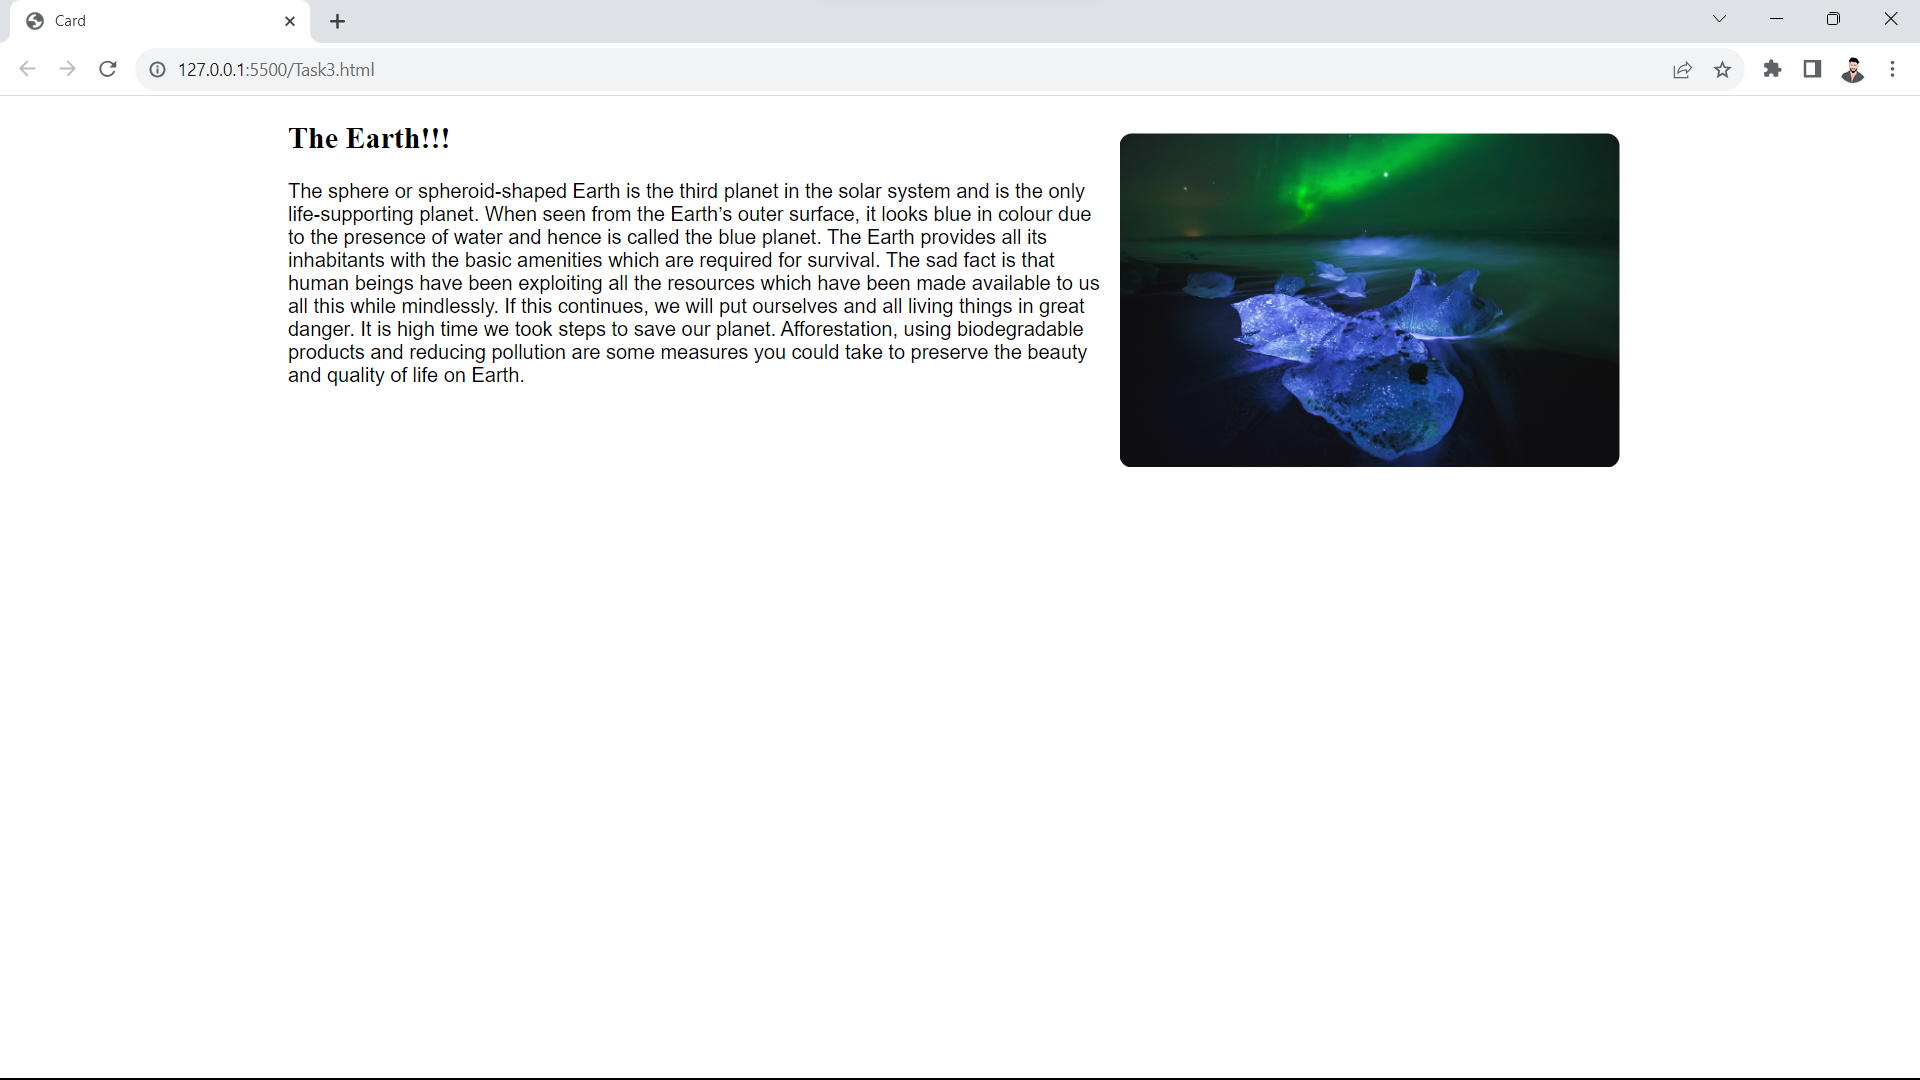 Card
127.0.0.1:5500/Task3.html
The Earth!!!
The sphere or spheroid-shaped Earth is the third planet in the solar system and is the only
life-supporting planet. When seen from the Earth’s outer surface, it looks blue in colour due
to the presence of water and hence is called the blue planet. The Earth provides all its
inhabitants with the basic amenities which are required for survival. The sad fact is that
human beings have been exploiting all the resources which have been made available to us
all this while mindlessly. If this continues, we will put ourselves and all living things in great
danger. It is high time we took steps to save our planet. Afforestation, using biodegradable
products and reducing pollution are some measures you could take to preserve the beauty
and quality of life on Earth.